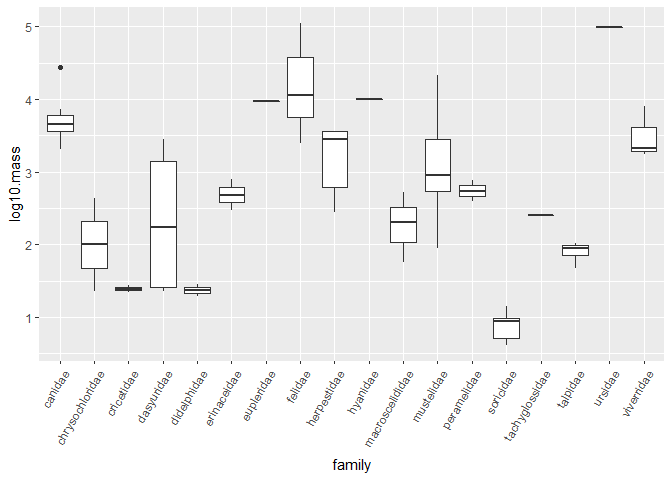 log10.mass
5
4
3
2
1
canidae
chrysochloridae
cricetidae
dasyuridae
didelphidae
erinaceidae
eupleridae
felidae
herpestidae
hyanidae
macroscelididae
mustelidae
peramelidae
soricidae
tachyglossidae
talpidae
ursidae
viverridae
family